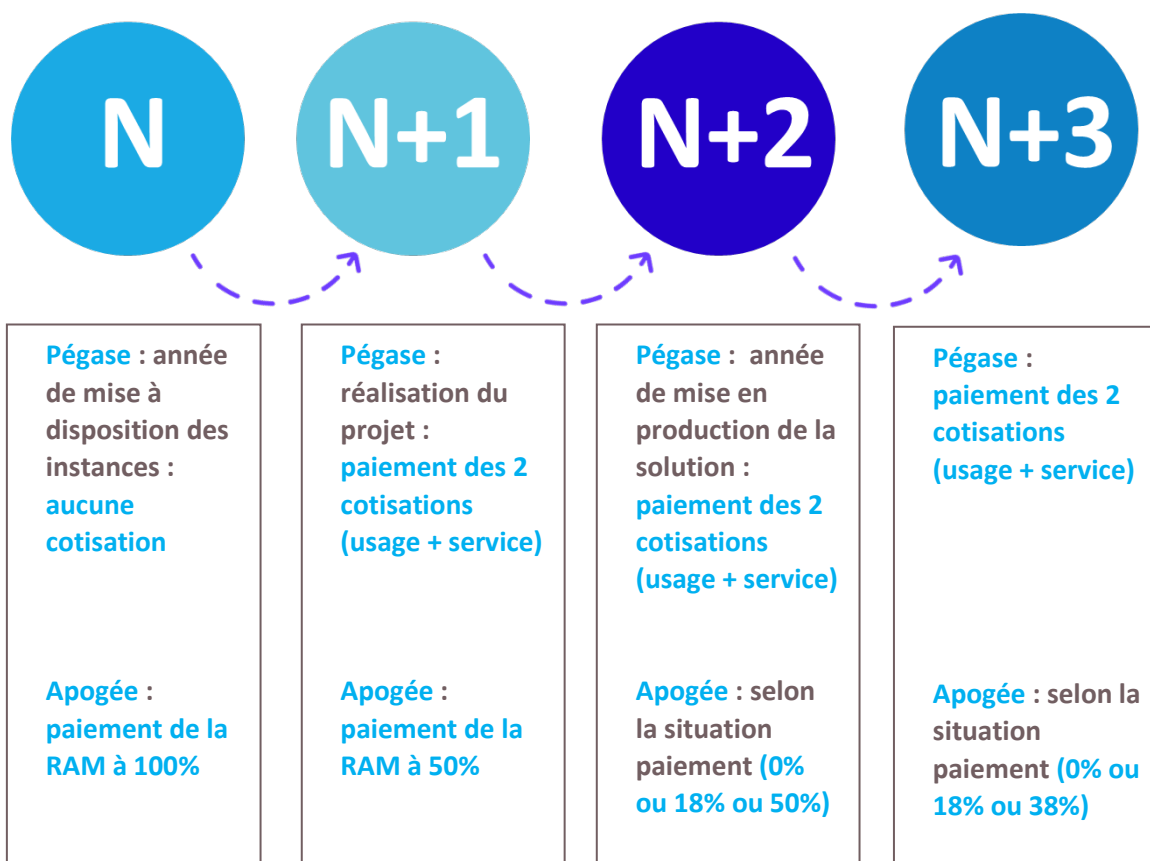 N
N+1
N+2
N+3
Pégase : année
de mise à
disposition des
instances :
aucune
cotisation
Apogée :
paiement de la
RAM à 100%
Pégase :
réalisation du
projet :
paiement des 2
cotisations
(usage + service)
Apogée :
paiement de la
RAM à 50%
Pégase :  année
de mise en
production de la
solution :
paiement des 2
cotisations
(usage + service)
Apogée : selon
la situation
paiement (0%
ou 18% ou 50%)
Pégase :
paiement des 2
cotisations
(usage + service)
Apogée : selon la
situation
paiement (0% ou
18% ou 38%)